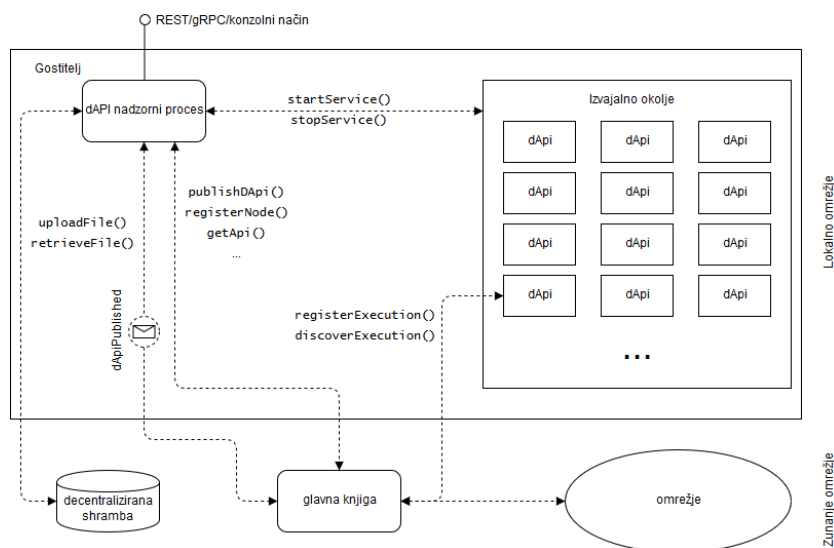 REST/gRPC/konzolni način
Gostitelj
dAPI nadzorni proces
startService()
stopService()
Izvajalno okolje
dApi dApi dApi
dApi dApi dApi
dApi dApi dApi
dApi dApi dApi
...
publishDApi()
registerNode()
getApi()
...
uploadFile()
retrieveFile()
dApiPublished
registerExecution()
discoverExecution()
Lokalno omrežje
decentralizirana
shramba
glavna knjiga
omrežje
Zunanje omrežje